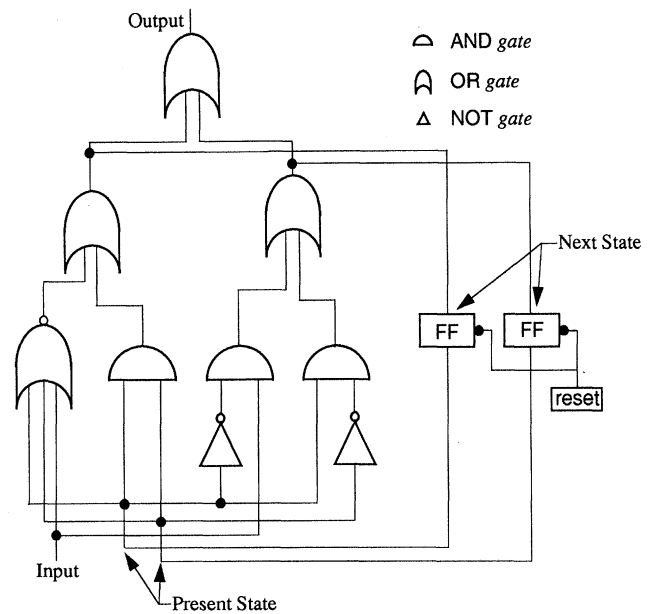 Output
AND gate
OR gate
NOT gate
Next State
FF
FF
reset
Input
Present State